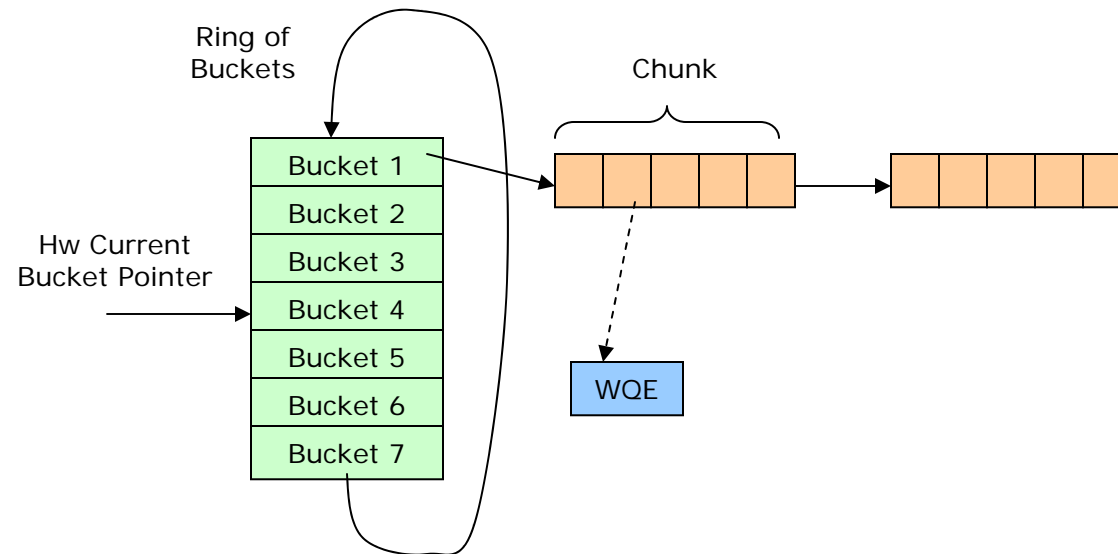 Ring of
Buckets
Chunk
Bucket 1
Bucket 2
Bucket 3
Hw Current
Bucket Pointer
Bucket 4
Bucket 5
Bucket 6
Bucket 7
WQE